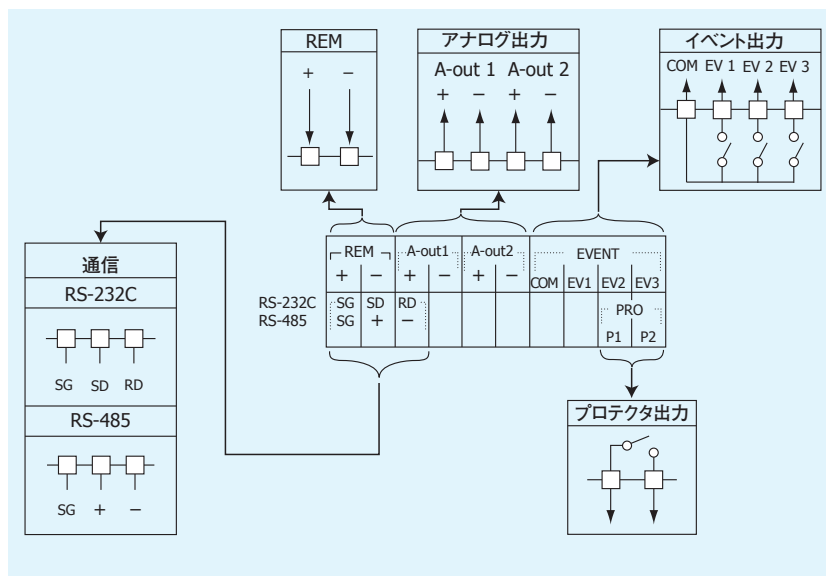 REM
+ −
アナログ出力
A-out 1 A-out 2
+ − + −
イベント出力
COM EV 1 EV 2 EV 3
通信
RS-232C
SG SD RD
RS-485
SG + −
REM A-out1 A-out2 EVENT
+ − + − + − COM EV1 EV2 EV3
RS-232C SG SD RD
RS-485 SG + −
PRO
P1 P2
プロテクタ出力